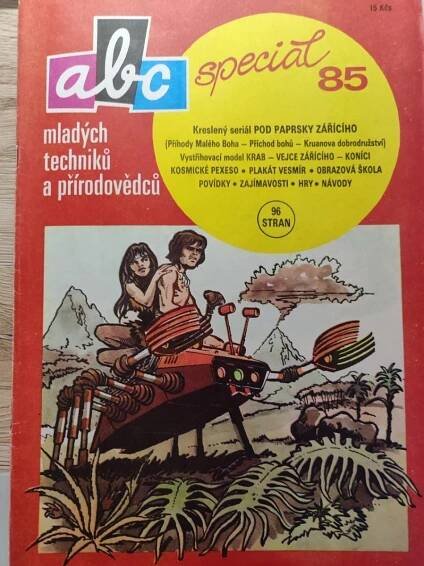 15 Kčs
abc
speciál
85
mladých
techniků
a přírodovědců
Kreslený seriál POD PAPRSKY ZÁŘÍCÍHO
(Příhody Malého Boha – Příchod bohů – Kruanova dobrodružství)
Vystřihovací model KRAB – VEJCE ZÁŘÍCÍHO – KONÍCI
KOSMICKÉ PEXESO • PLAKÁT VESMÍR • OBRAZOVÁ ŠKOLA
POVÍDKY • ZAJÍMAVOSTI • HRY • NÁVODY
96
STRAN